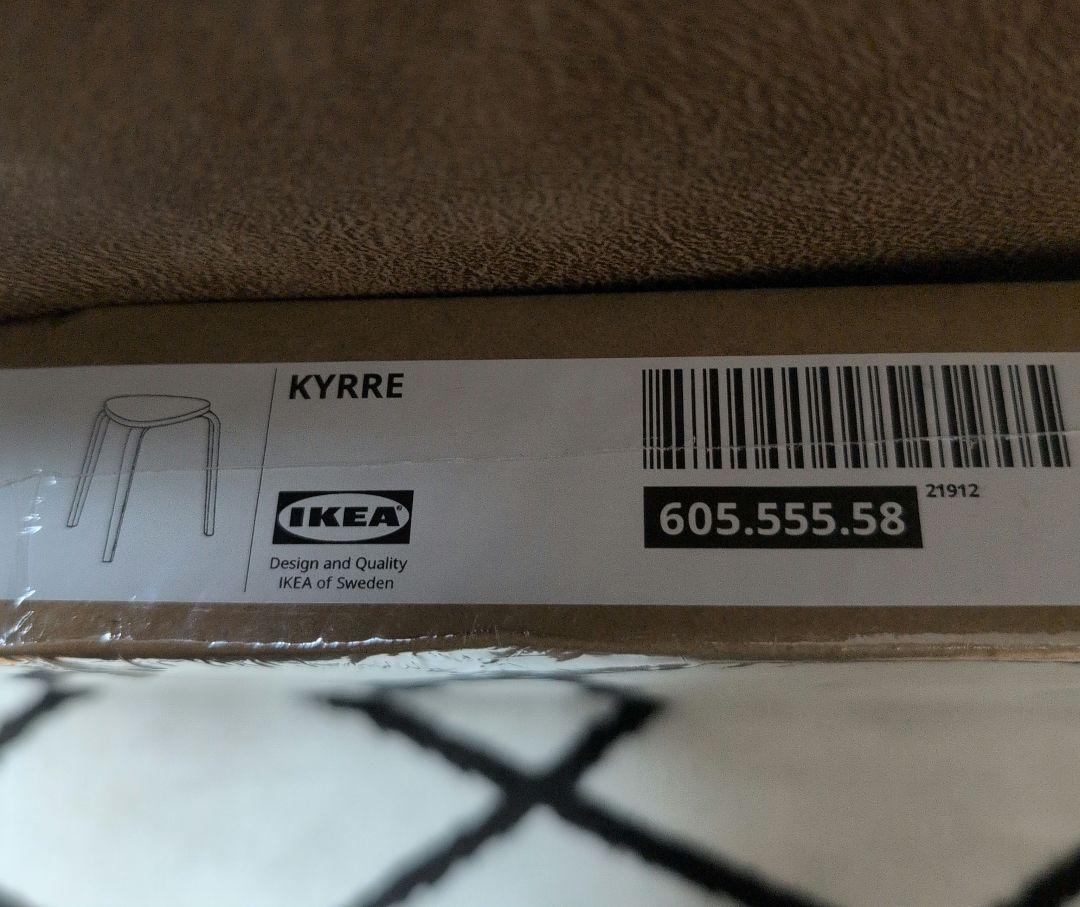 KYRRE
IKEA®
Design and Quality
IKEA of Sweden
605.555.58
21912